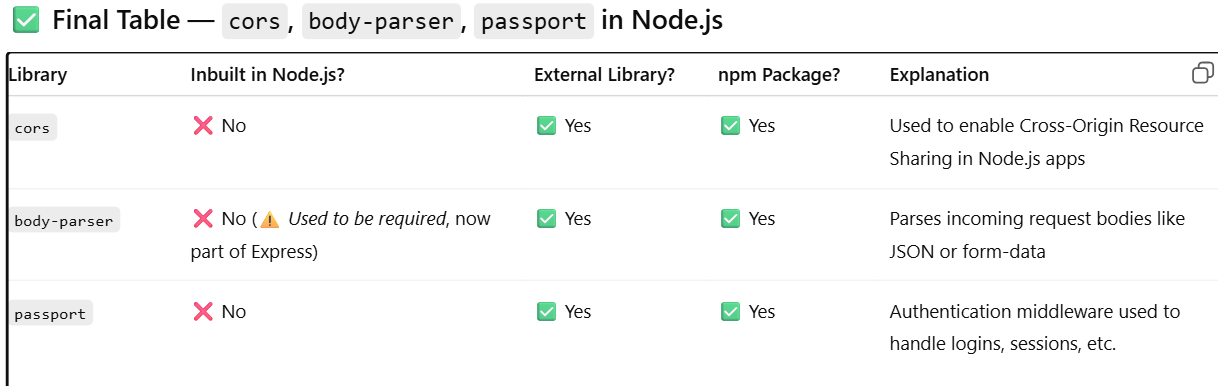 ✅ Final Table — cors, body-parser, passport in Node.js
Library Inbuilt in Node.js? External Library? npm Package? Explanation
cors ❌ No ✅ Yes ✅ Yes Used to enable Cross-Origin Resource
Sharing in Node.js apps
body-parser ❌ No (⚠️ Used to be required, now ✅ Yes ✅ Yes Parses incoming request bodies like
part of Express) JSON or form-data
passport ❌ No ✅ Yes ✅ Yes Authentication middleware used to
handle logins, sessions, etc.